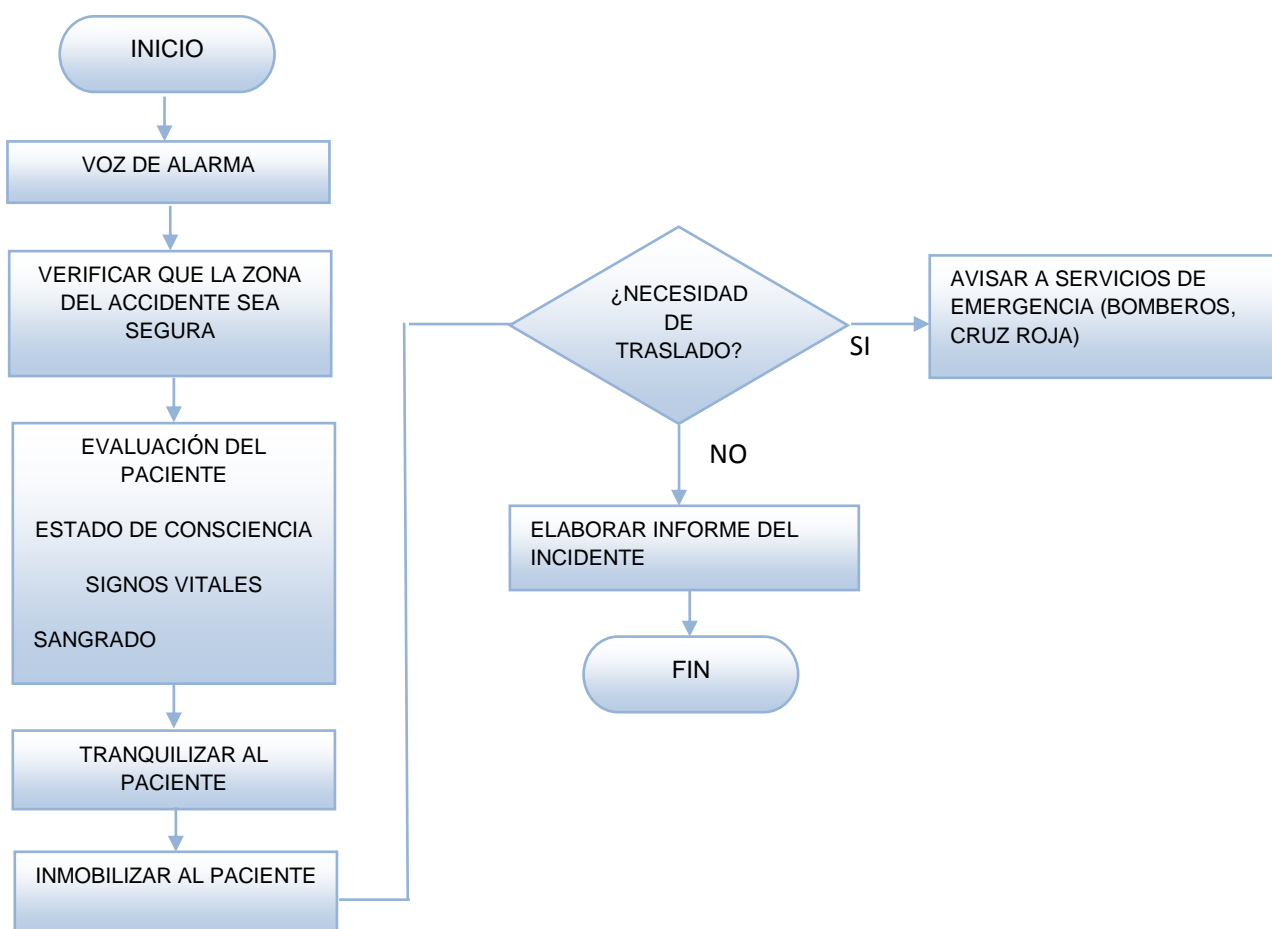 INICIO
VOZ DE ALARMA
VERIFICAR QUE LA ZONA
DEL ACCIDENTE SEA
SEGURA
EVALUACIÓN DEL
PACIENTE
ESTADO DE CONSCIENCIA
SIGNOS VITALES
SANGRADO
TRANQUILIZAR AL
PACIENTE
INMOBILIZAR AL PACIENTE
¿NECESIDAD
DE
TRASLADO?
SI
AVISAR A SERVICIOS DE
EMERGENCIA (BOMBEROS,
CRUZ ROJA)
NO
ELABORAR INFORME DEL
INCIDENTE
FIN